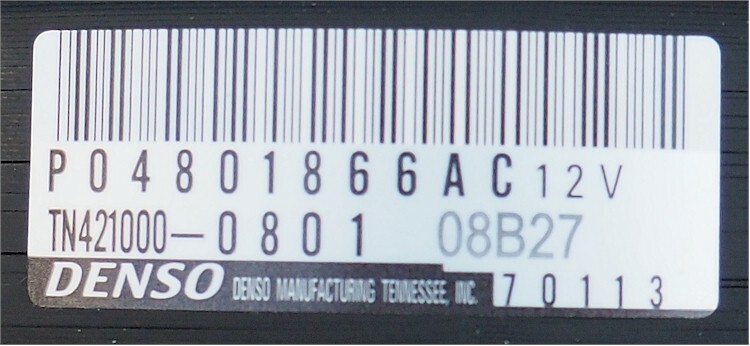 P04801866AC 12V
TN421000-0801 08B27
DENSO DENSO MANUFACTURING TENNESSEE, INC. 70113